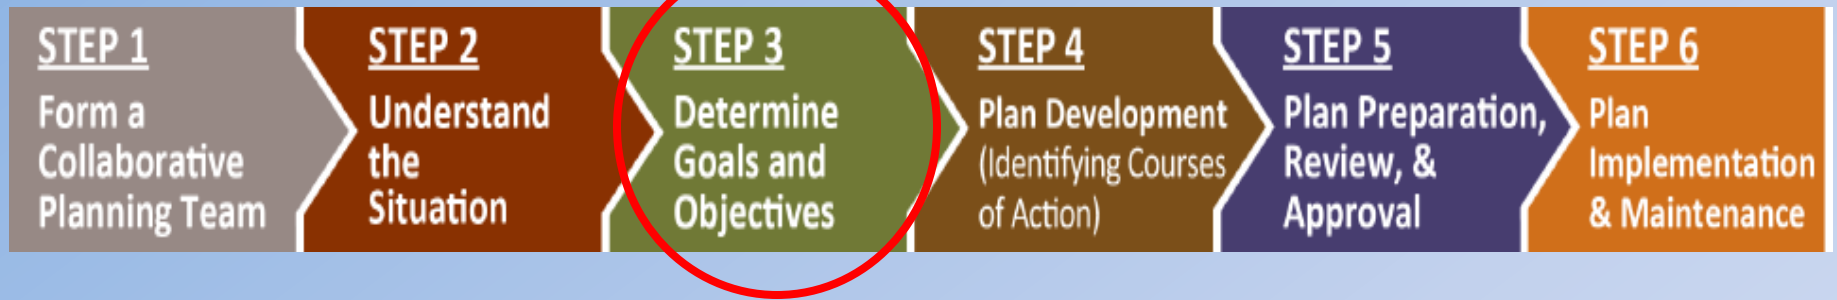 STEP 1
Form a
Collaborative
Planning Team
STEP 2
Understand
the
Situation
STEP 3
Determine
Goals and
Objectives
STEP 4
Plan Development
(Identifying Courses
of Action)
STEP 5
Plan Preparation,
Review, &
Approval
STEP 6
Plan
Implementation
& Maintenance